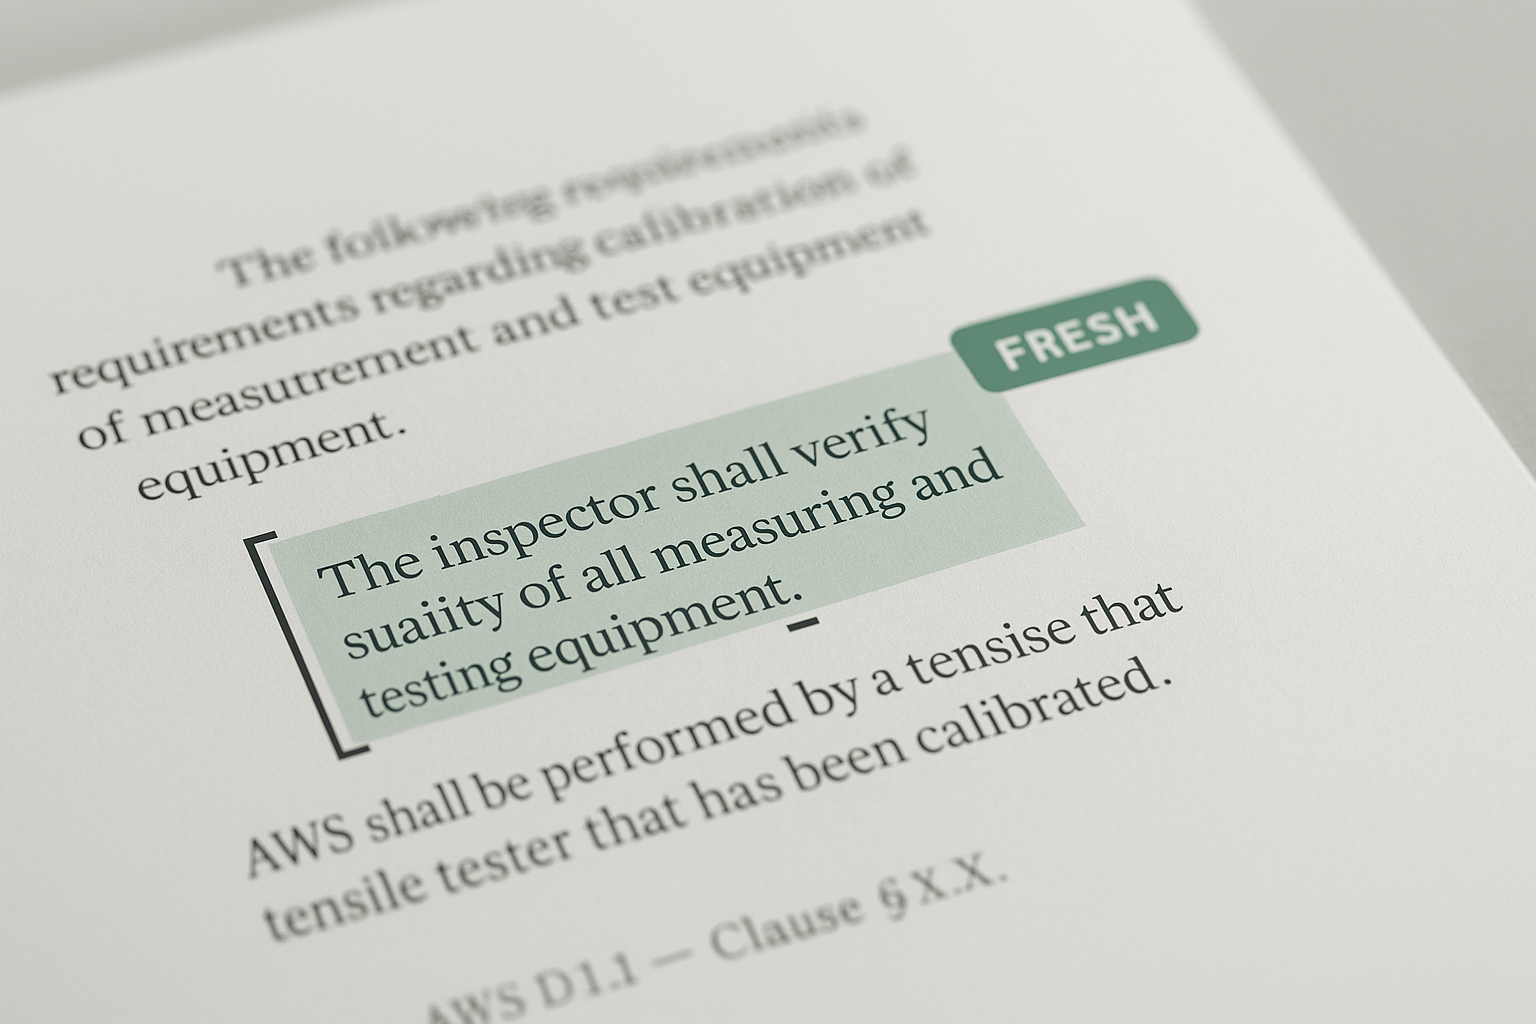 The following requirements
requirements regarding calibration of
of measutrement and test equipment
equipment.
FRESH
The inspector shall verify
suaiity of all measuring and
testing equipment.
AWS shall be performed by a tensise that
tensile tester that has been calibrated.
AWS D1.1 — Clause §X.X.